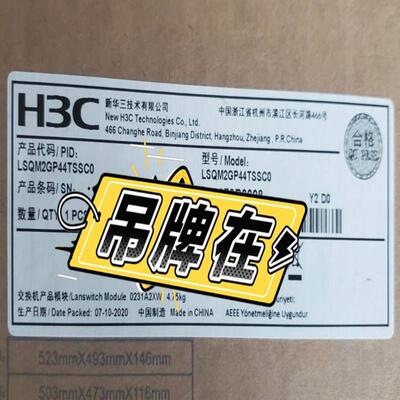 H3C
新华三技术有限公司
New H3C Technologies Co., Ltd.
中国浙江省杭州市滨江区长河路466号
466 Changhe Road, Binjiang District, Hangzhou, Zhejiang , P.R.China
合格
产品代码/ PID:
LSQM2GP44TSSC0
型号/ Model:
LSQM2GP44TSSC0
产品条码/ SN:
Y2 D0
数量/ QTY
1 PCS
吊牌在
交换机产品模块/Lanswitch Module 0231A2XW
生产日期/ Date Packed: 07-10-2020
中国制造
Made in CHINA
AEEE Yönetmeliğine Uygundur
523mmX493mmX146mm
503mmX473mmX116mm